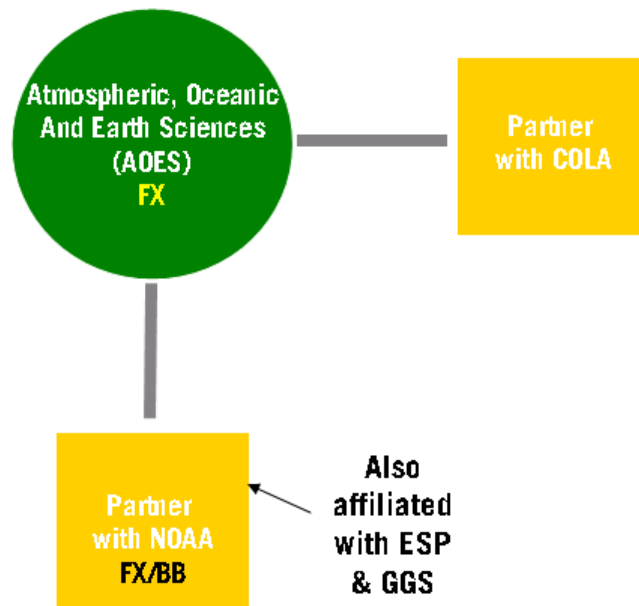 Atmospheric, Oceanic
And Earth Sciences
(AOES)
FX
Partner
with COLA
Partner
with NOAA
FX/BB
Also
affiliated
with ESP
& GGS